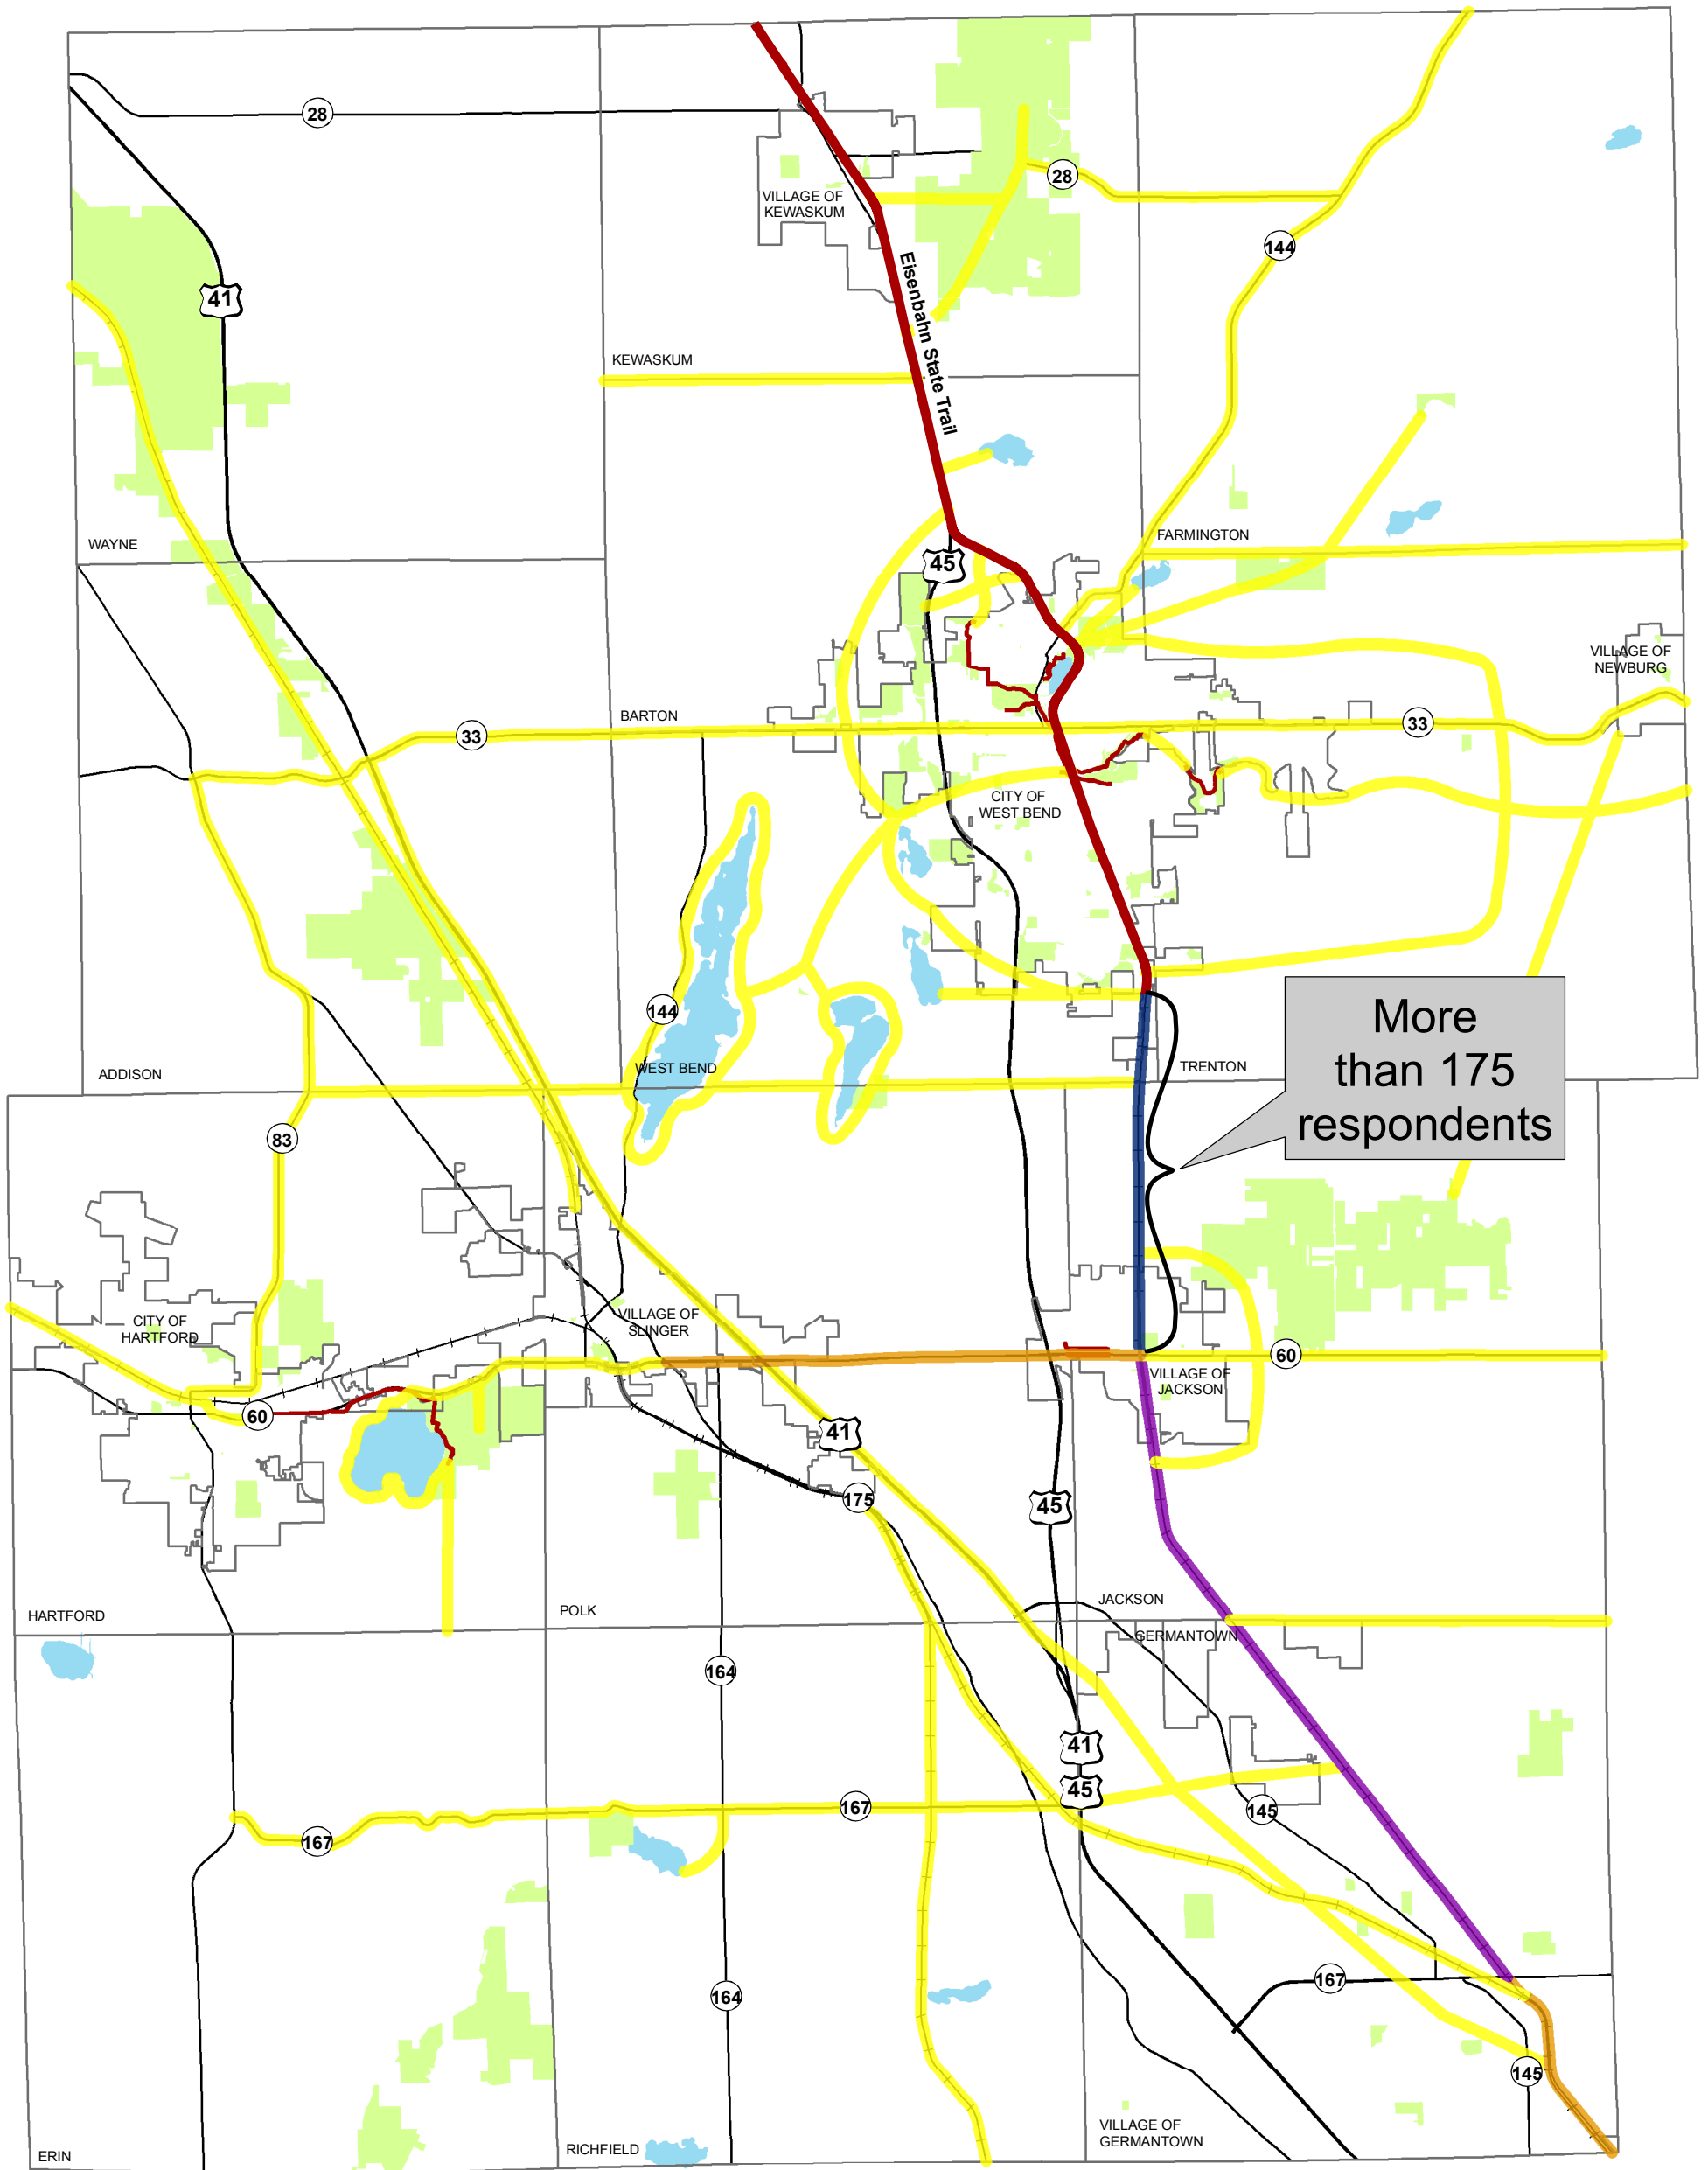 28
28
VILLAGE OF
KEWASKUM
144
41
Eisenbahn State Trail
KEWASKUM
WAYNE
FARMINGTON
45
VILLAGE OF
NEWBURG
BARTON
33
33
CITY OF
WEST BEND
144
More
than 175
respondents
ADDISON
WEST BEND
TRENTON
83
CITY OF
HARTFORD
VILLAGE OF
SLINGER
60
VILLAGE OF
JACKSON
60
41
175
45
HARTFORD
POLK
JACKSON
GERMANTOWN
164
41
45
167
145
167
167
164
145
VILLAGE OF
GERMANTOWN
ERIN
RICHFIELD